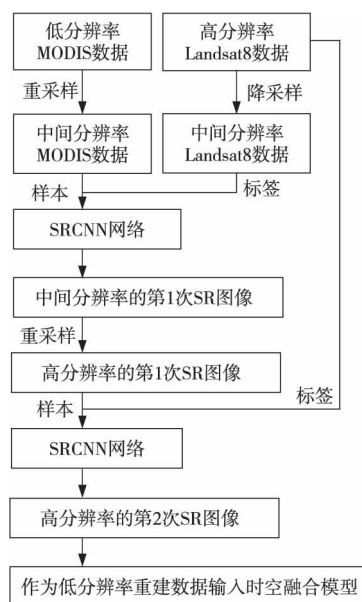 低分辨率
MODIS数据
高分辨率
Landsat8数据
重采样
降采样
中间分辨率
MODIS数据
中间分辨率
Landsat8数据
样本
标签
SRCNN网络
中间分辨率的第1次SR图像
重采样
高分辨率的第1次SR图像
样本
标签
SRCNN网络
高分辨率的第2次SR图像
作为低分辨率重建数据输入时空融合模型